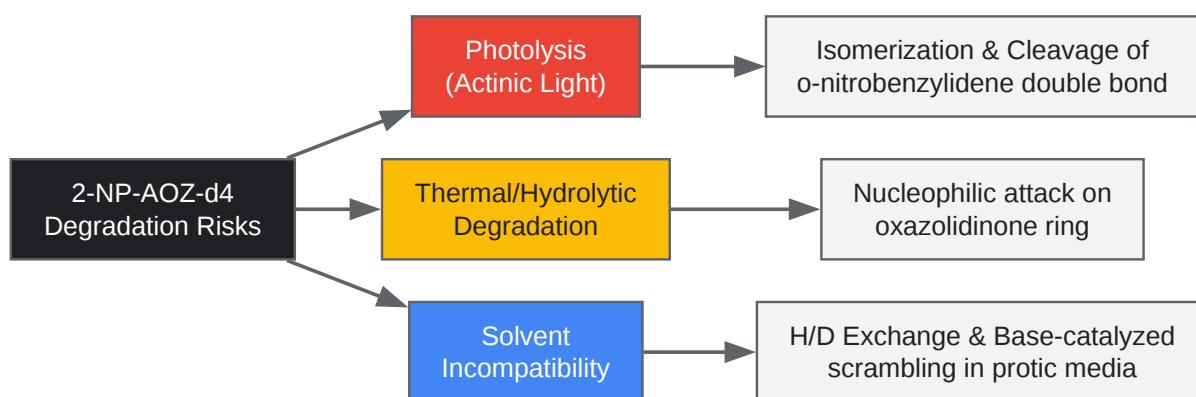 2-NP-AOZ-d4
Degradation Risks
Photolysis
(Actinic Light)
Isomerization & Cleavage of
o-nitrobenzylidene double bond
Thermal/Hydrolytic
Degradation
Nucleophilic attack on
oxazolidinone ring
Solvent
Incompatibility
H/D Exchange & Base-catalyzed
scrambling in protic media